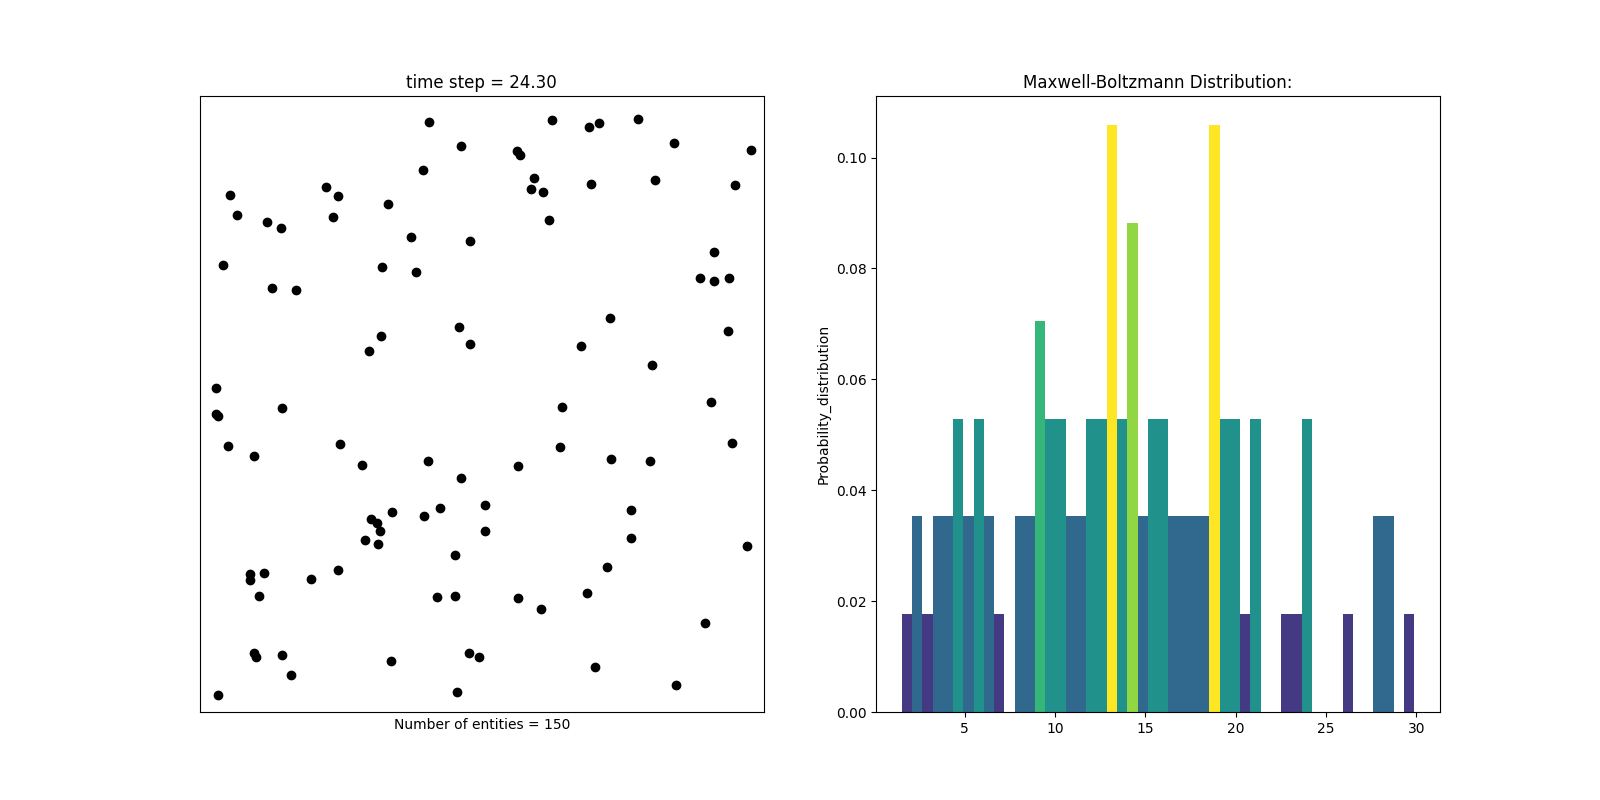 time step = 24.30
Number of entities = 150
Maxwell-Boltzmann Distribution:
Probability_distribution
0.10
0.08
0.06
0.04
0.02
0.00
5 10 15 20 25 30